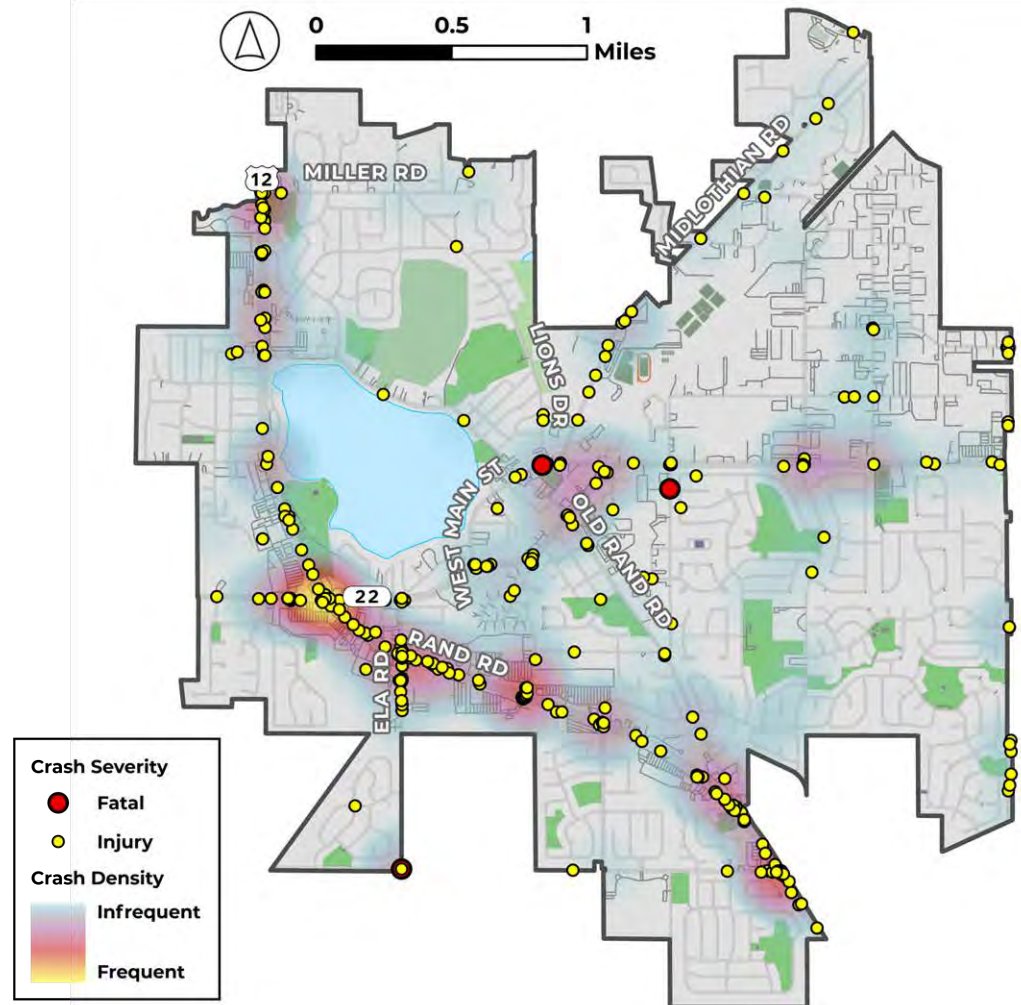 0 0.5 1
Miles
MIDLOTHIAN RD
12
MILLER RD
LIONS DR
WEST MAIN ST
OLD RAND RD
22
RAND RD
ELA RD
Crash Severity
Fatal
Injury
Crash Density
Infrequent
Frequent